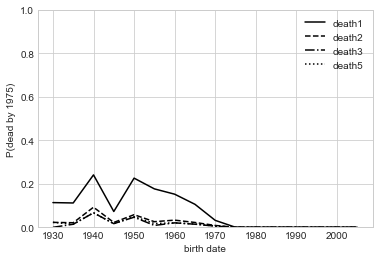 1.0
0.8
0.6
0.4
0.2
0.0
P(dead by 1975)
death1
death2
death3
death5
1930 1940 1950 1960 1970 1980 1990 2000
birth date